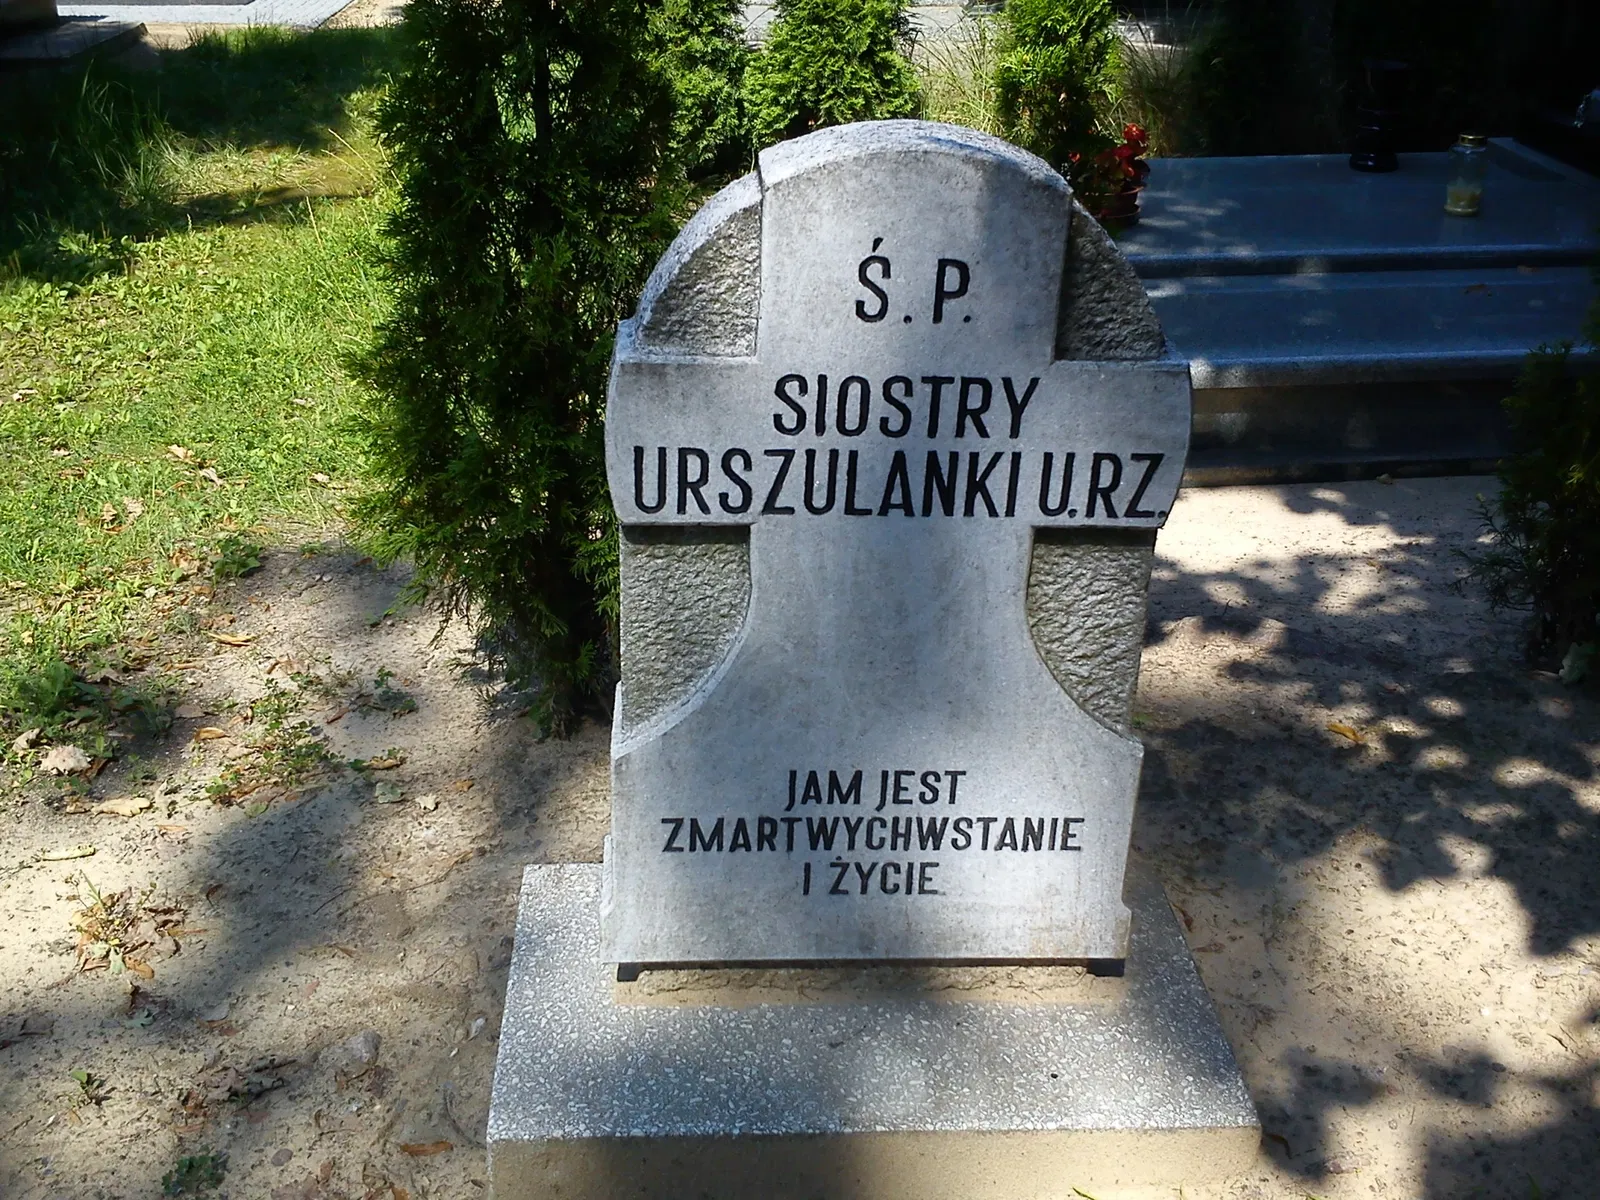 Ś. P.
SIOSTRY
URSZULANKI U.RZ.
JAM JEST
ZMARTWYCHWSTANIE
I ŻYCIE